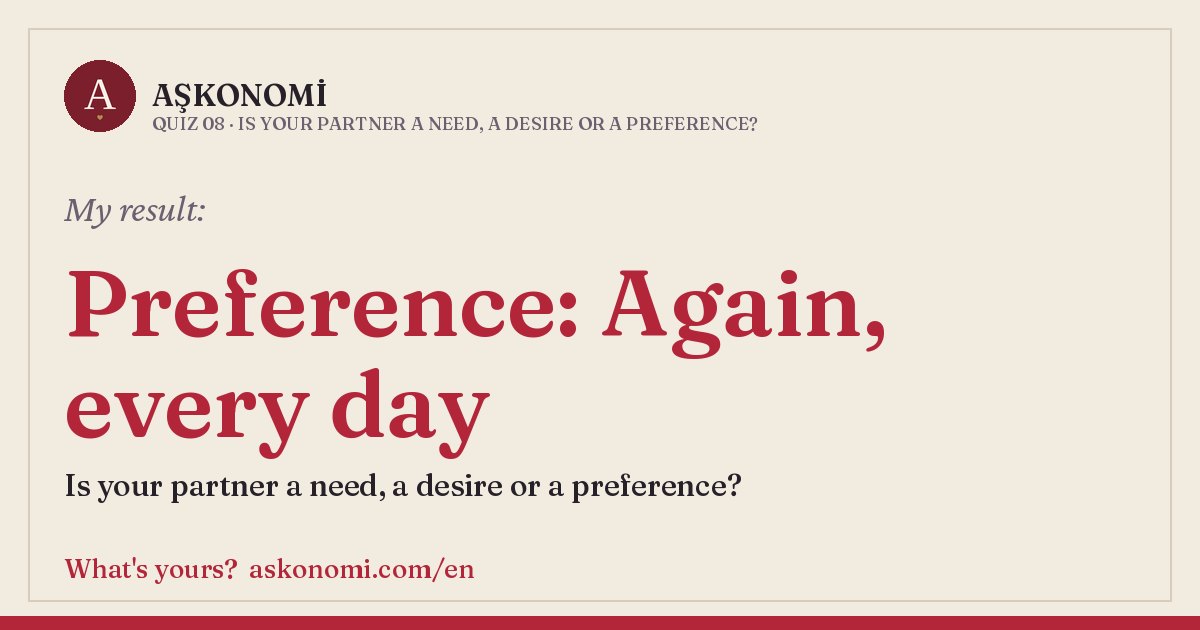 A
AŞKONOMİ
QUIZ 08 · IS YOUR PARTNER A NEED, A DESIRE OR A PREFERENCE?
My result:
Preference: Again,
every day
Is your partner a need, a desire or a preference?
What's yours? askonomi.com/en